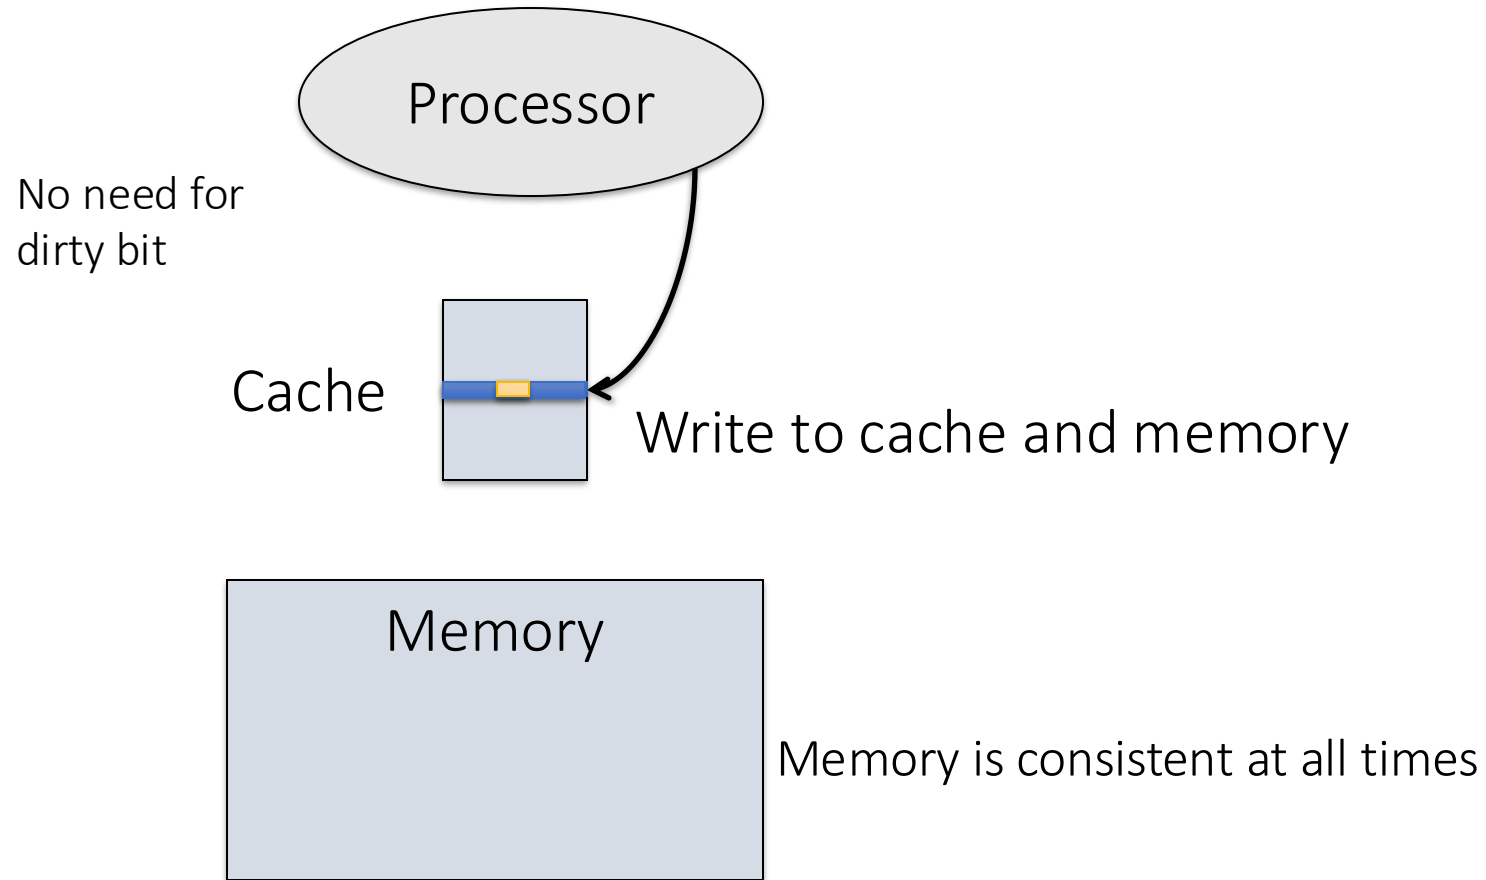 Processor
No need for
dirty bit
Cache
Write to cache and memory
Memory
Memory is consistent at all times